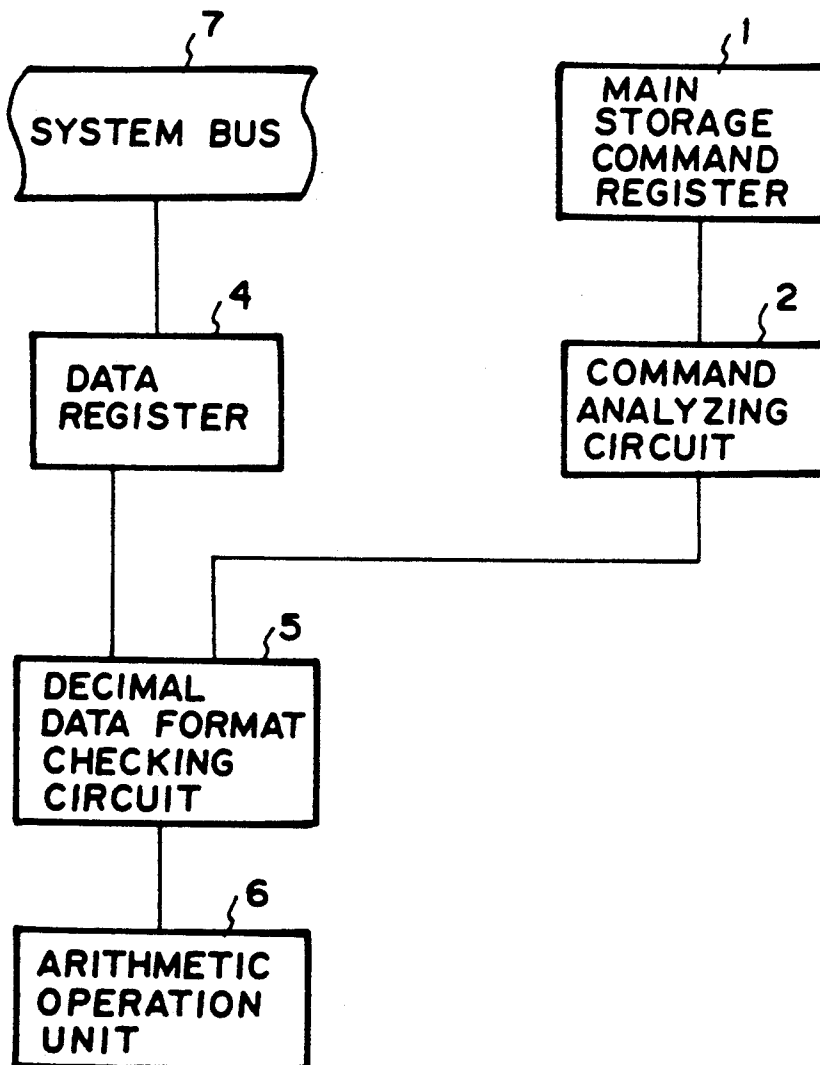 7
SYSTEM BUS
1
MAIN
STORAGE
COMMAND
REGISTER
4
DATA
REGISTER
2
COMMAND
ANALYZING
CIRCUIT
5
DECIMAL
DATA FORMAT
CHECKING
CIRCUIT
6
ARITHMETIC
OPERATION
UNIT